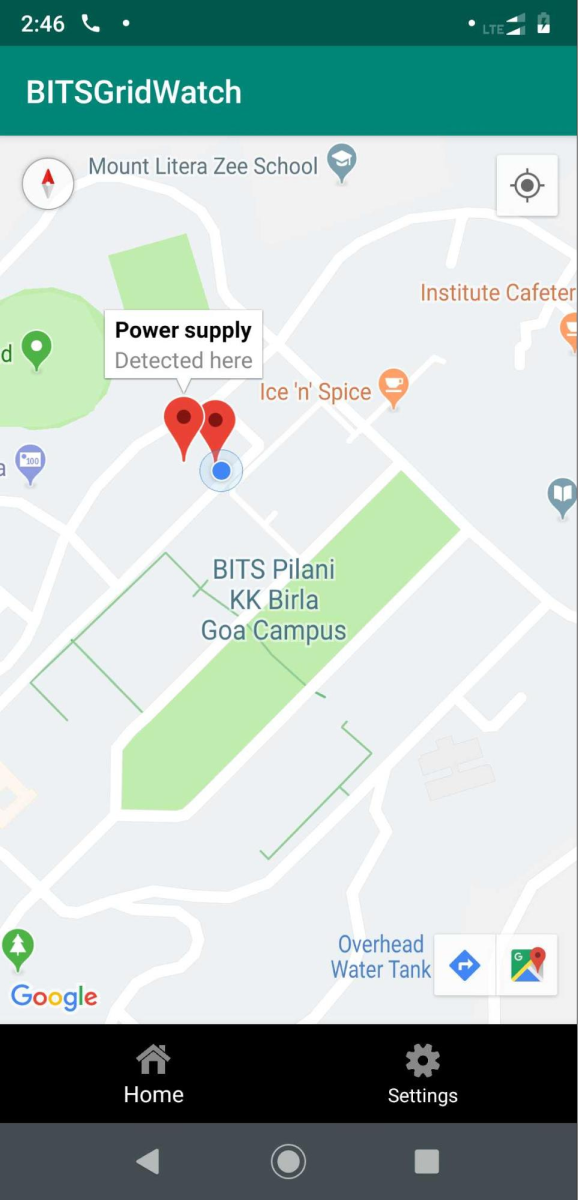 2:46
LTE
BITSGridWatch
Mount Litera Zee School
Institute Cafeter
Power supply
Detected here
d
Ice 'n' Spice
a
100
BITS Pilani
KK Birla
Goa Campus
Overhead
Water Tank
G
Google
Home
Settings